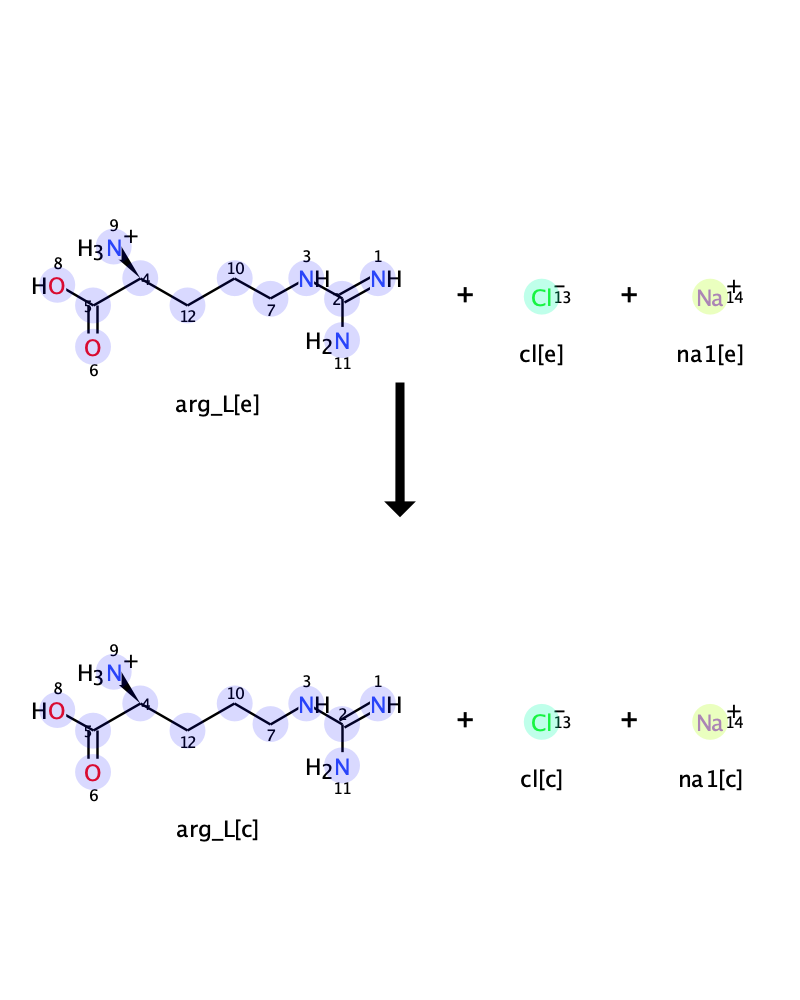 9
H3N+
8
HO
4
10
3
NH
1
NH
5
12
7
2
O
6
H2N
11
+
Cl−
13
+
Na+
14
cl[e]
na1[e]
arg_L[e]
9
H3N+
8
HO
4
10
3
NH
1
NH
5
12
7
2
O
6
H2N
11
+
Cl−
13
+
Na+
14
cl[c]
na1[c]
arg_L[c]